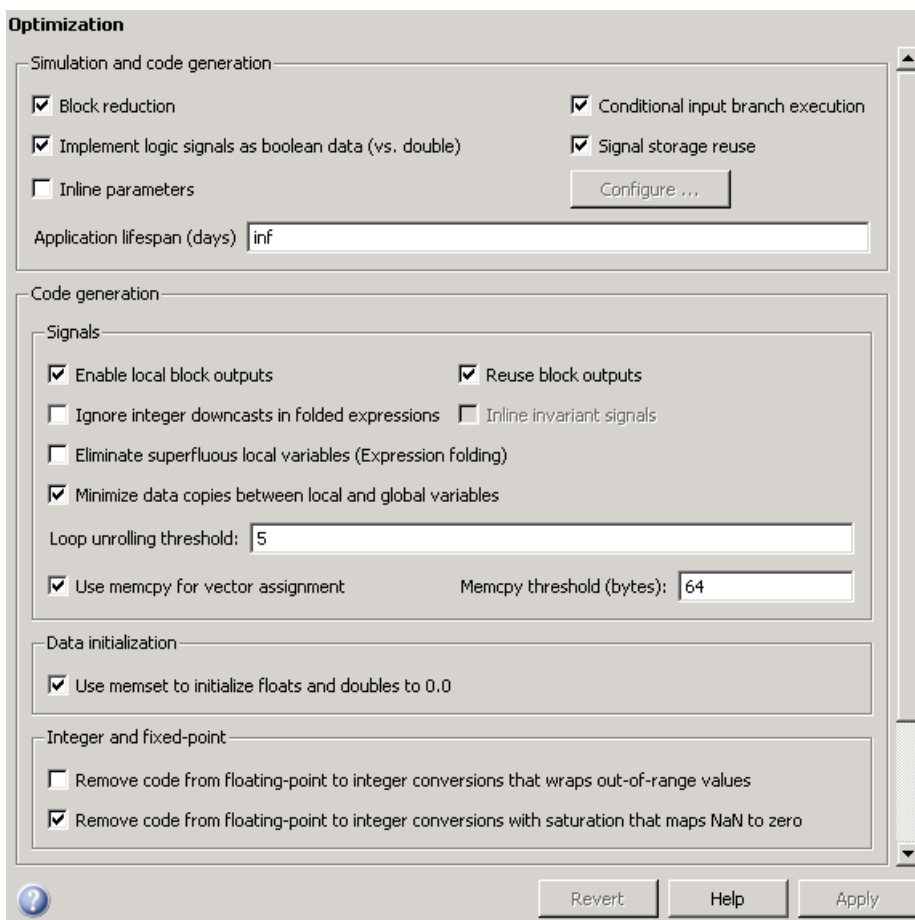 Optimization
Simulation and code generation
Block reduction
Conditional input branch execution
Implement logic signals as boolean data (vs. double)
Signal storage reuse
Inline parameters
Configure ...
Application lifespan (days) inf
Code generation
Signals
Enable local block outputs
Reuse block outputs
Ignore integer downcasts in folded expressions
Inline invariant signals
Eliminate superfluous local variables (Expression folding)
Minimize data copies between local and global variables
Loop unrolling threshold: 5
Use memcpy for vector assignment
Memcpy threshold (bytes): 64
Data initialization
Use memset to initialize floats and doubles to 0.0
Integer and fixed-point
Remove code from floating-point to integer conversions that wraps out-of-range values
Remove code from floating-point to integer conversions with saturation that maps NaN to zero
? Revert Help Apply